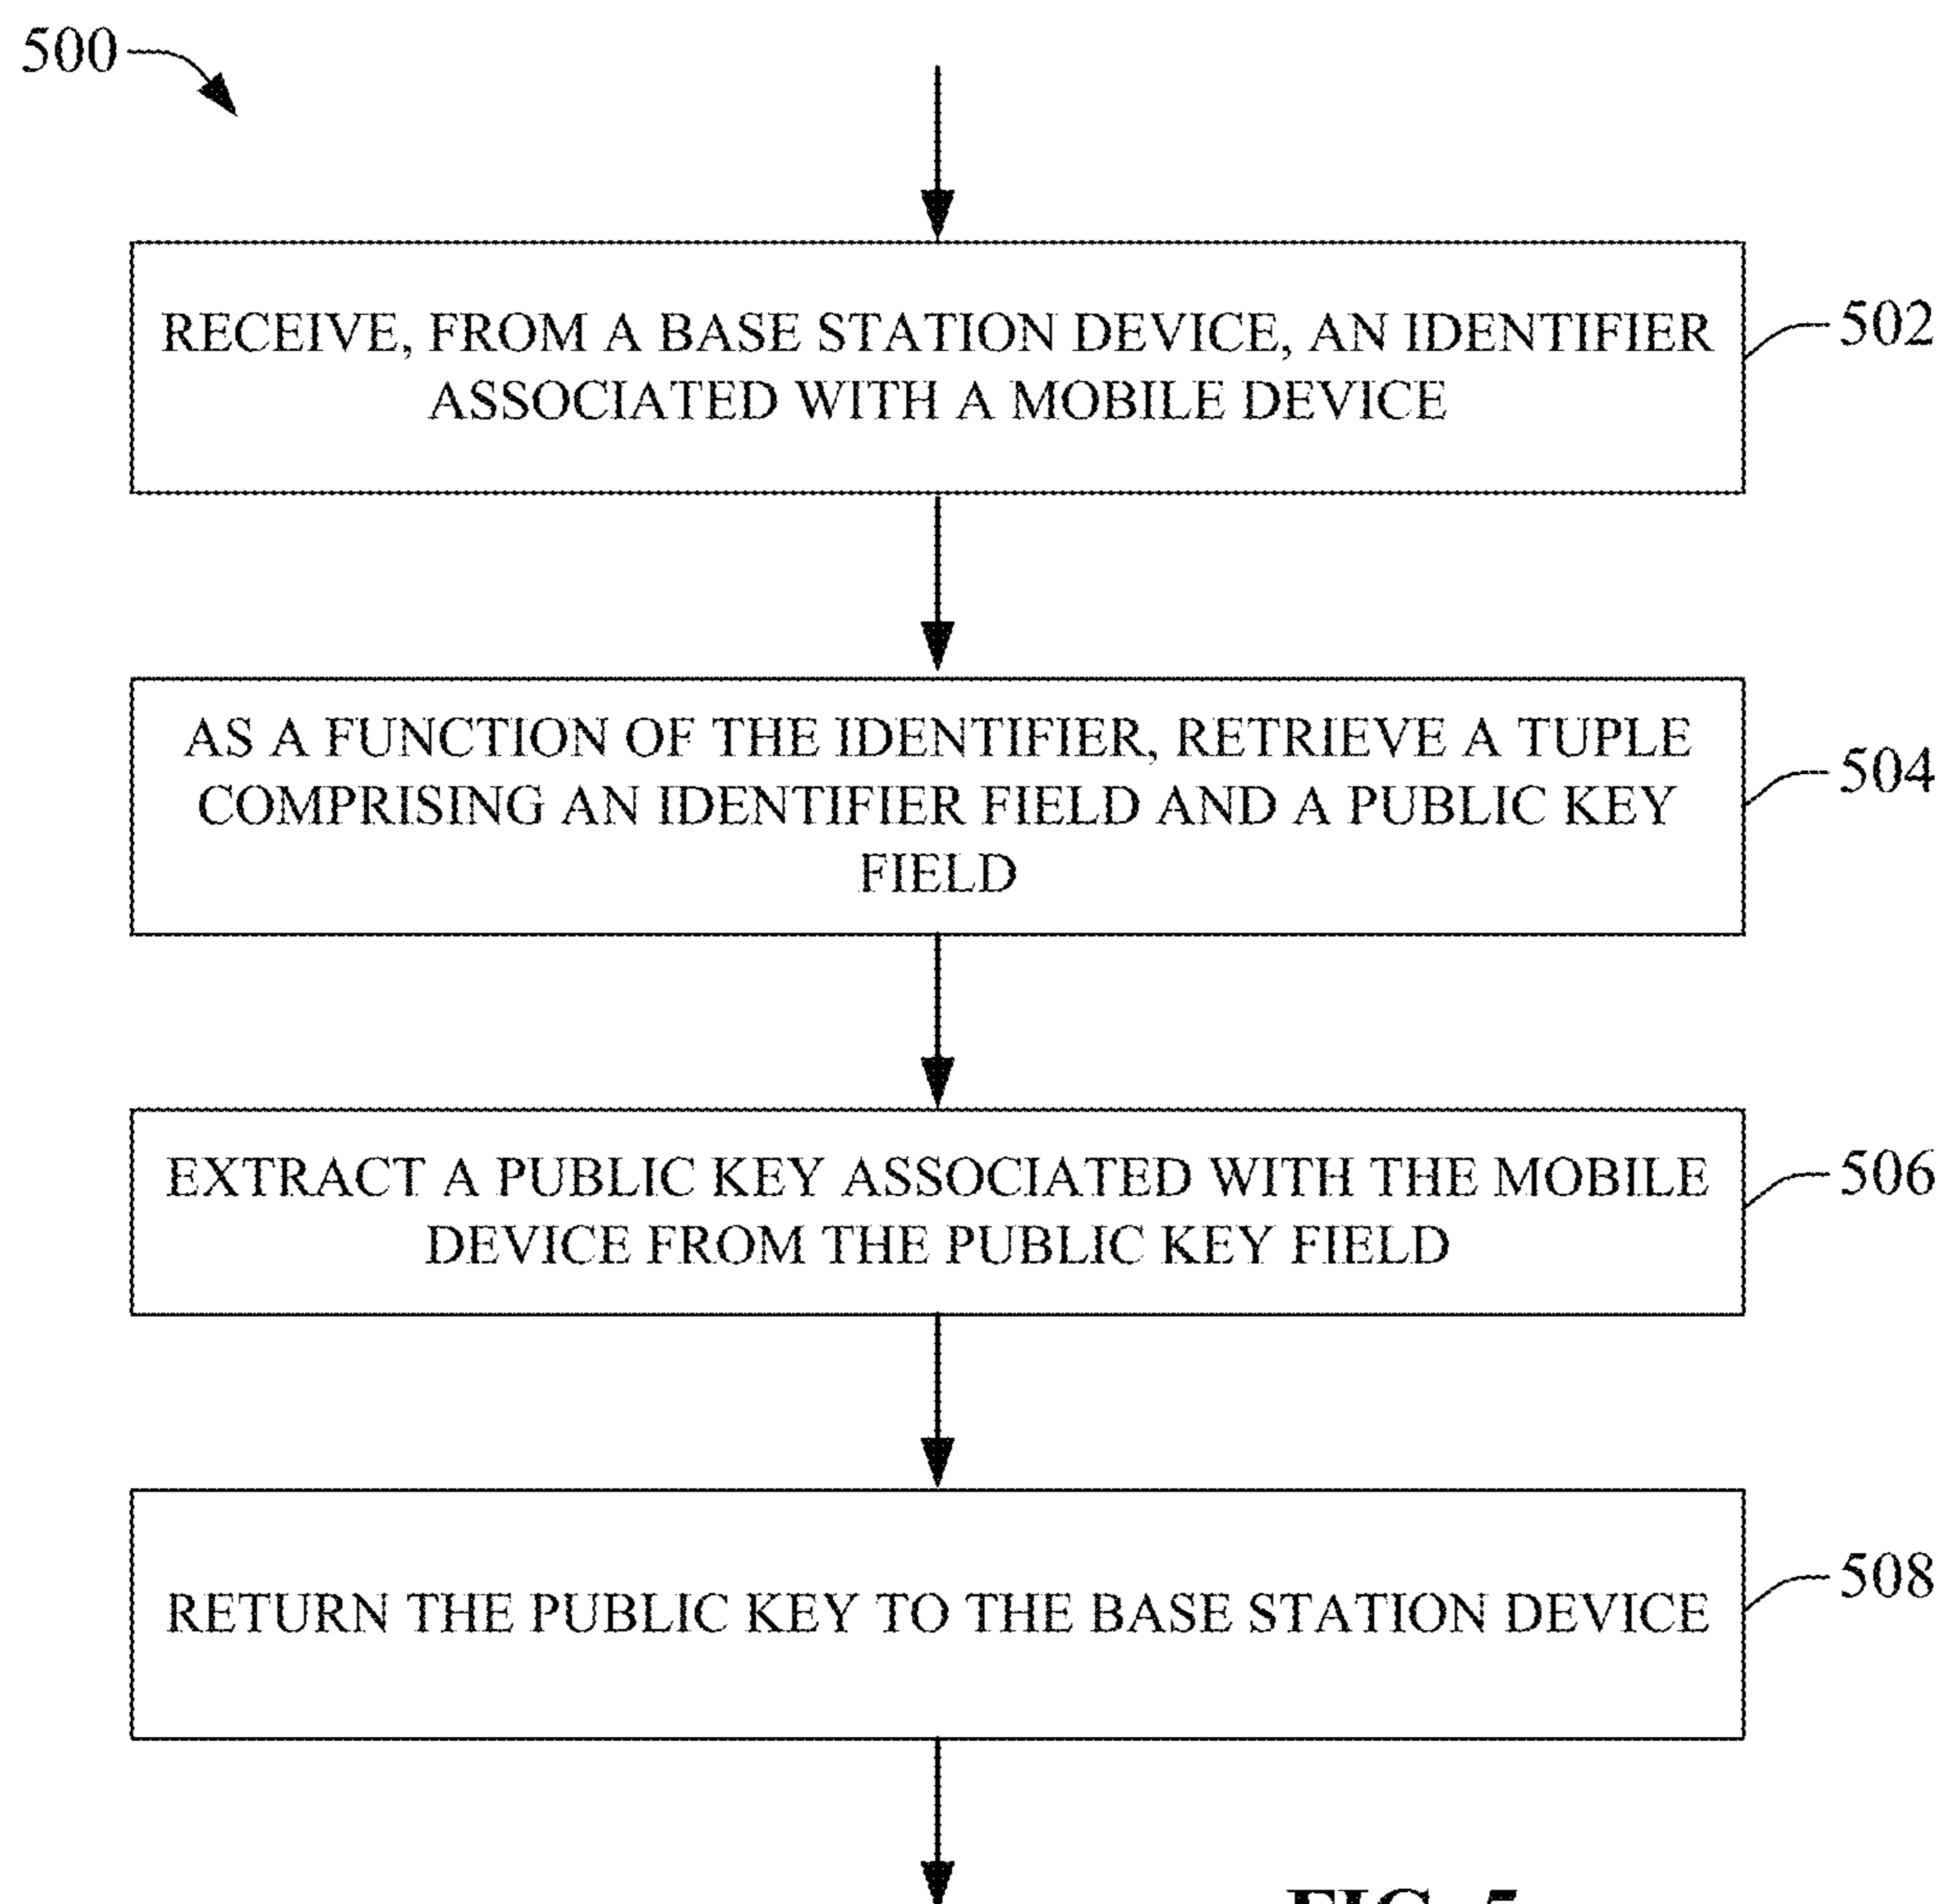 500
RECEIVE, FROM A BASE STATION DEVICE, AN IDENTIFIER
ASSOCIATED WITH A MOBILE DEVICE
502
AS A FUNCTION OF THE IDENTIFIER, RETRIEVE A TUPLE
COMPRISING AN IDENTIFIER FIELD AND A PUBLIC KEY
FIELD
504
EXTRACT A PUBLIC KEY ASSOCIATED WITH THE MOBILE
DEVICE FROM THE PUBLIC KEY FIELD
506
RETURN THE PUBLIC KEY TO THE BASE STATION DEVICE
508